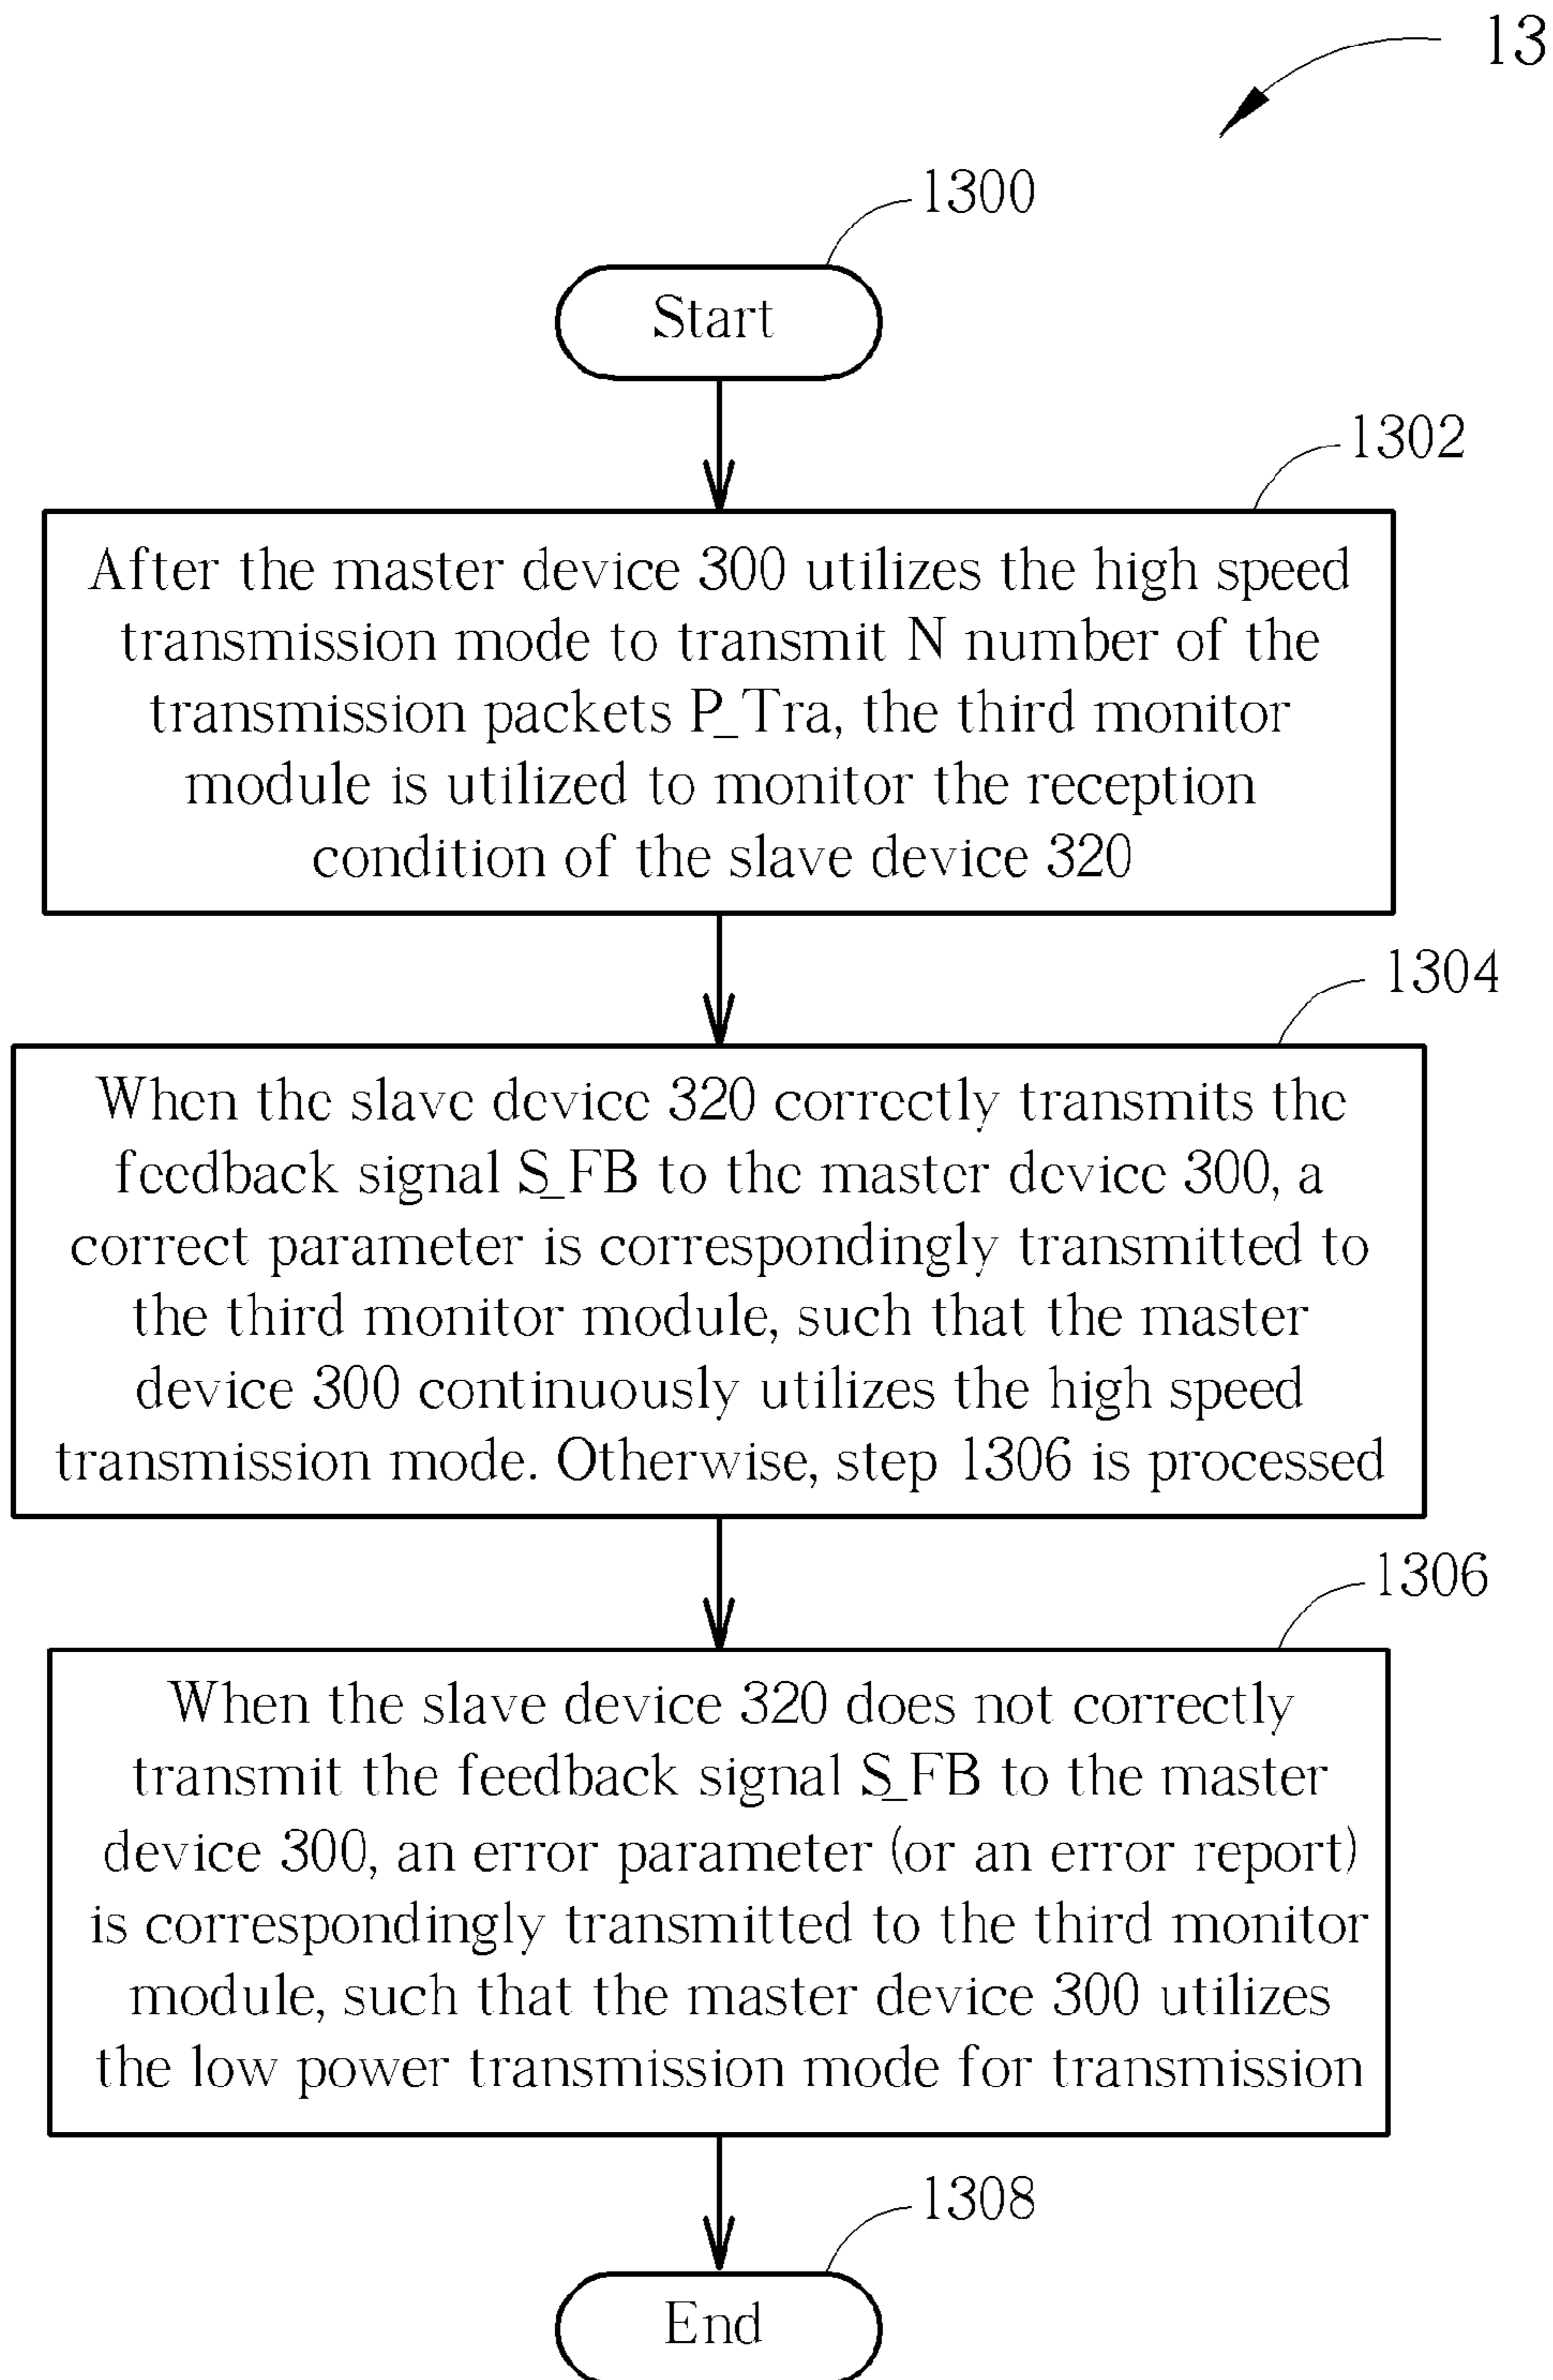 13
1300
Start
1302
After the master device 300 utilizes the high speed
transmission mode to transmit N number of the
transmission packets P_Tra, the third monitor
module is utilized to monitor the reception
condition of the slave device 320
1304
When the slave device 320 correctly transmits the
feedback signal S_FB to the master device 300, a
correct parameter is correspondingly transmitted to
the third monitor module, such that the master
device 300 continuously utilizes the high speed
transmission mode. Otherwise, step 1306 is processed
1306
When the slave device 320 does not correctly
transmit the feedback signal S_FB to the master
device 300, an error parameter (or an error report)
is correspondingly transmitted to the third monitor
module, such that the master device 300 utilizes
the low power transmission mode for transmission
1308
End